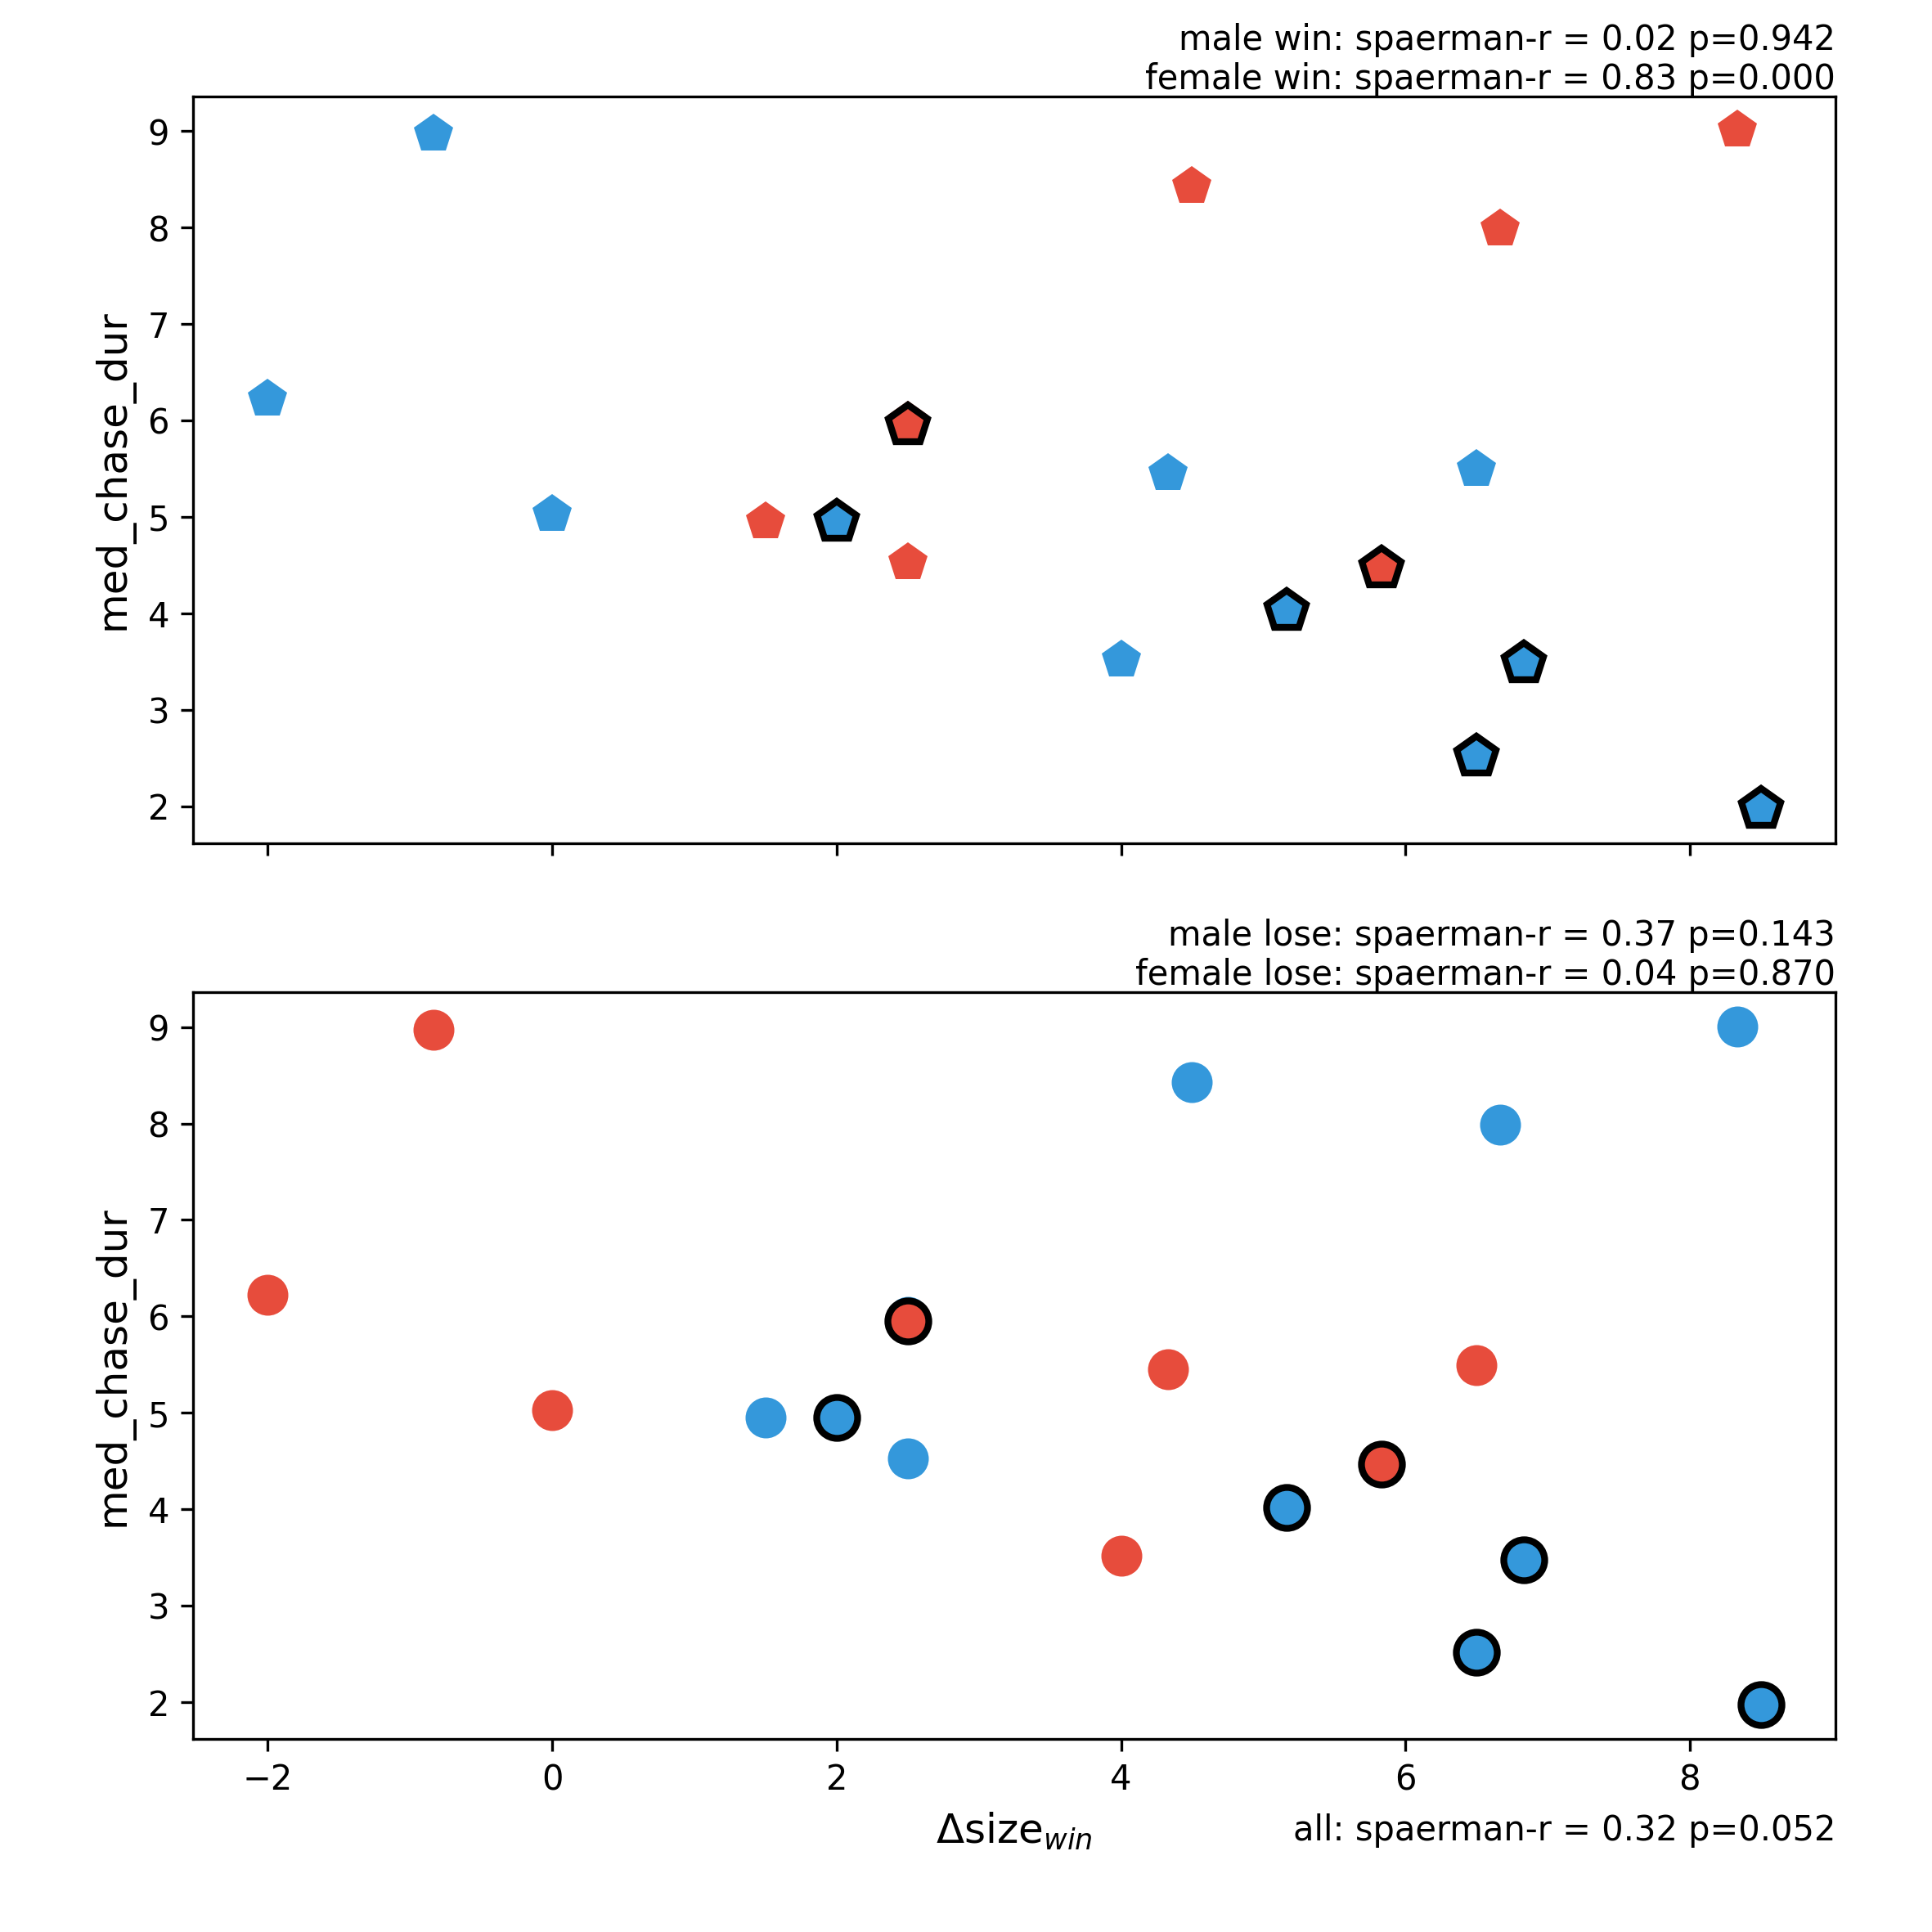 male win: spaerman-r = 0.02 p=0.942
female win: spaerman-r = 0.83 p=0.000
9
8
7
6
5
4
3
2
med_chase_dur
male lose: spaerman-r = 0.37 p=0.143
female lose: spaerman-r = 0.04 p=0.870
9
8
7
6
5
4
3
2
med_chase_dur
−2 0 2 4 6 8
Δsize_win
all: spaerman-r = 0.32 p=0.052